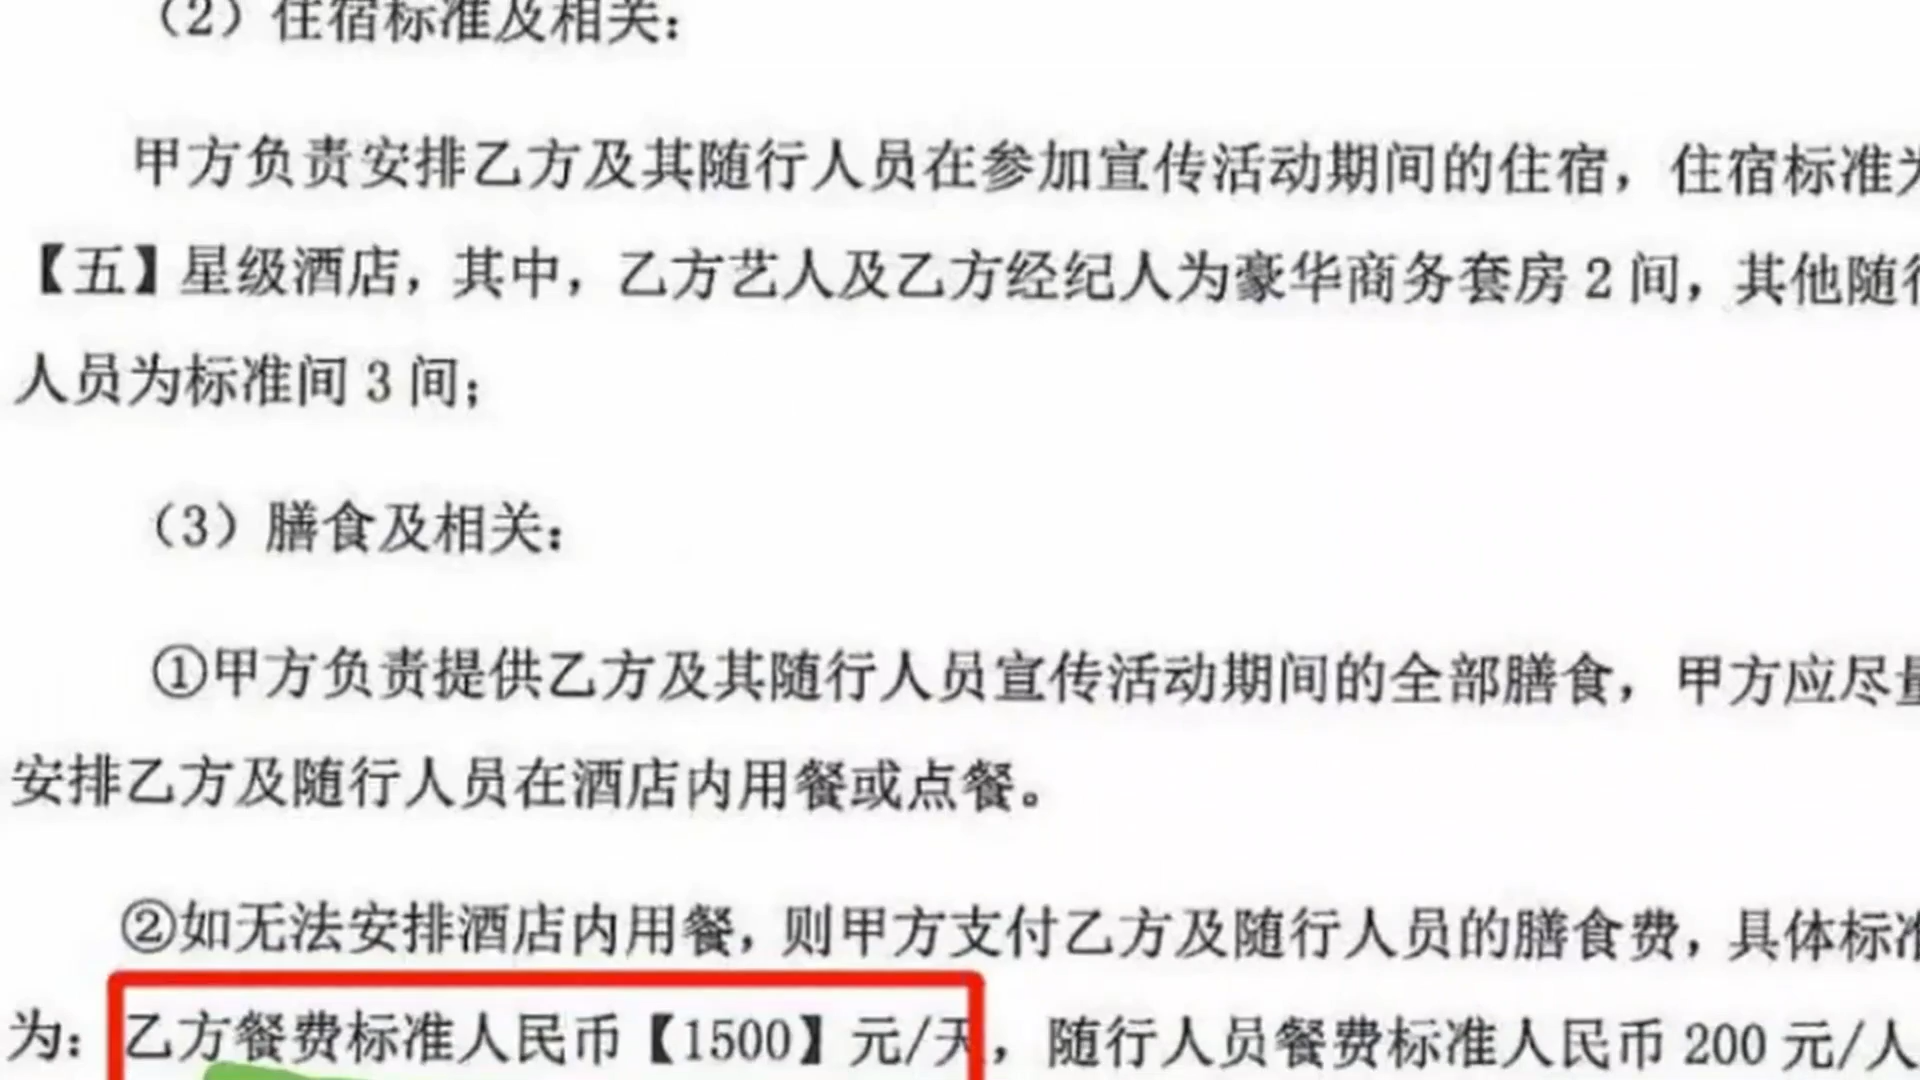 （2）住宿标准及相关：
甲方负责安排乙方及其随行人员在参加宣传活动期间的住宿，住宿标准为
【五】星级酒店，其中，乙方艺人及乙方经纪人为豪华商务套房 2 间，其他随行
人员为标准间 3 间；
（3）膳食及相关：
①甲方负责提供乙方及其随行人员宣传活动期间的全部膳食，甲方应尽量
安排乙方及随行人员在酒店内用餐或点餐。
②如无法安排酒店内用餐，则甲方支付乙方及随行人员的膳食费，具体标准
为：乙方餐费标准人民币【1500】元/天，随行人员餐费标准人民币 200 元/人